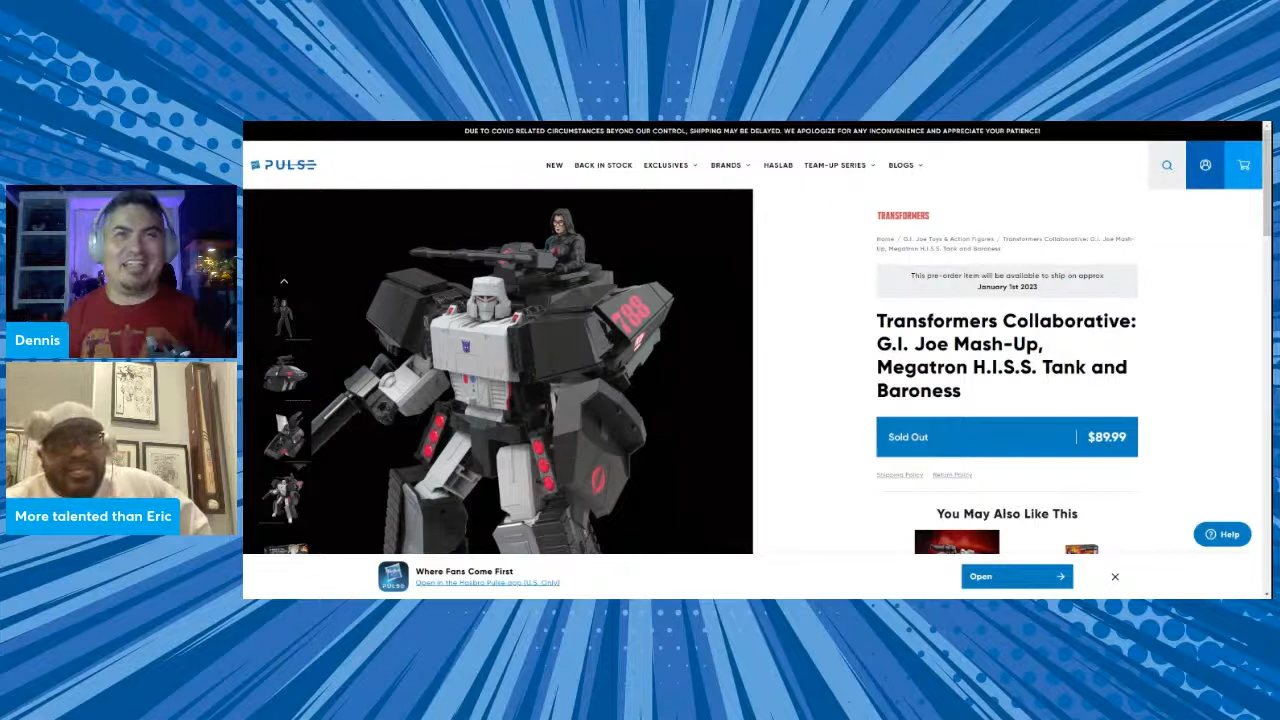 DUE TO COVID RELATED CIRCUMSTANCES BEYOND OUR CONTROL, SHIPPING MAY BE DELAYED. WE APOLOGIZE FOR ANY INCONVENIENCE AND APPRECIATE YOUR PATIENCE!
PULSE
NEW BACK IN STOCK EXCLUSIVES BRANDS HASLAB TEAM-UP SERIES BLOGS
TRANSFORMERS
Home / G.I. Joe Toys & Action Figures / Transformers Collaborative: G.I. Joe Mash-
Up, Megatron H.I.S.S. Tank and Baroness
This pre-order item will be available to ship on approx
January 1st 2023
Transformers Collaborative:
G.I. Joe Mash-Up,
Megatron H.I.S.S. Tank and
Baroness
Sold Out $89.99
Shipping Policy Return Policy
You May Also Like This
Help
788
Dennis
More talented than Eric
PULSE
Where Fans Come First
Open in the Hasbro Pulse app (U.S. Only)
Open